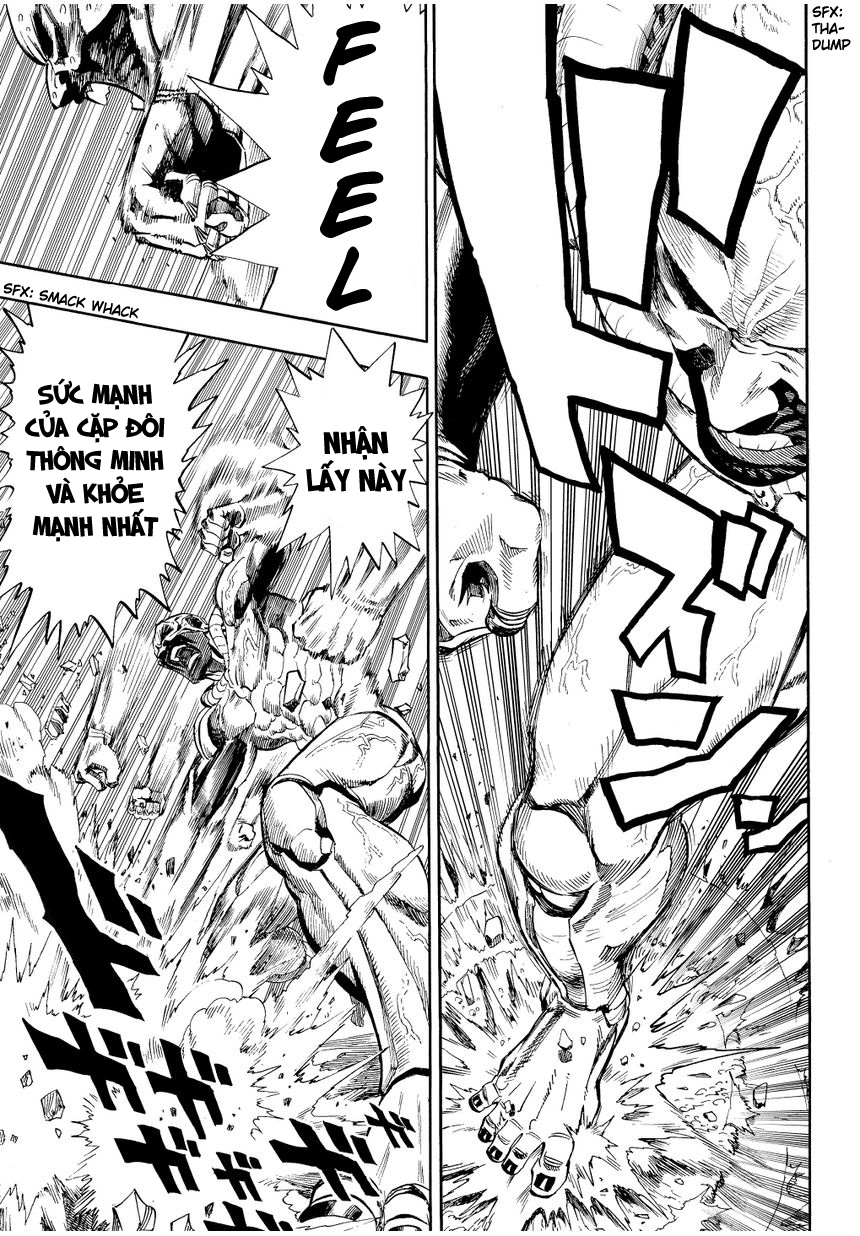 SFX:
THA-
DUMP
FEEL
SFX: SMACK WHACK
NHẬN
LẤY NÀY
SỨC MẠNH
CỦA CẶP ĐÔI
THÔNG MINH
VÀ KHỎE
MẠNH NHẤT